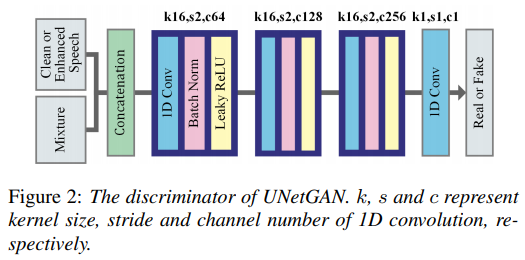 k16,s2,c64
k16,s2,c128
k16,s2,c256
k1,s1,c1
Clean or
Enhanced
Speech
Mixture
Concatenation
1D Conv
Batch Norm
Leaky ReLU
1D Conv
Real or Fake
Figure 2: The discriminator of UNetGAN. k, s and c represent
kernel size, stride and channel number of 1D convolution, re-
spectively.